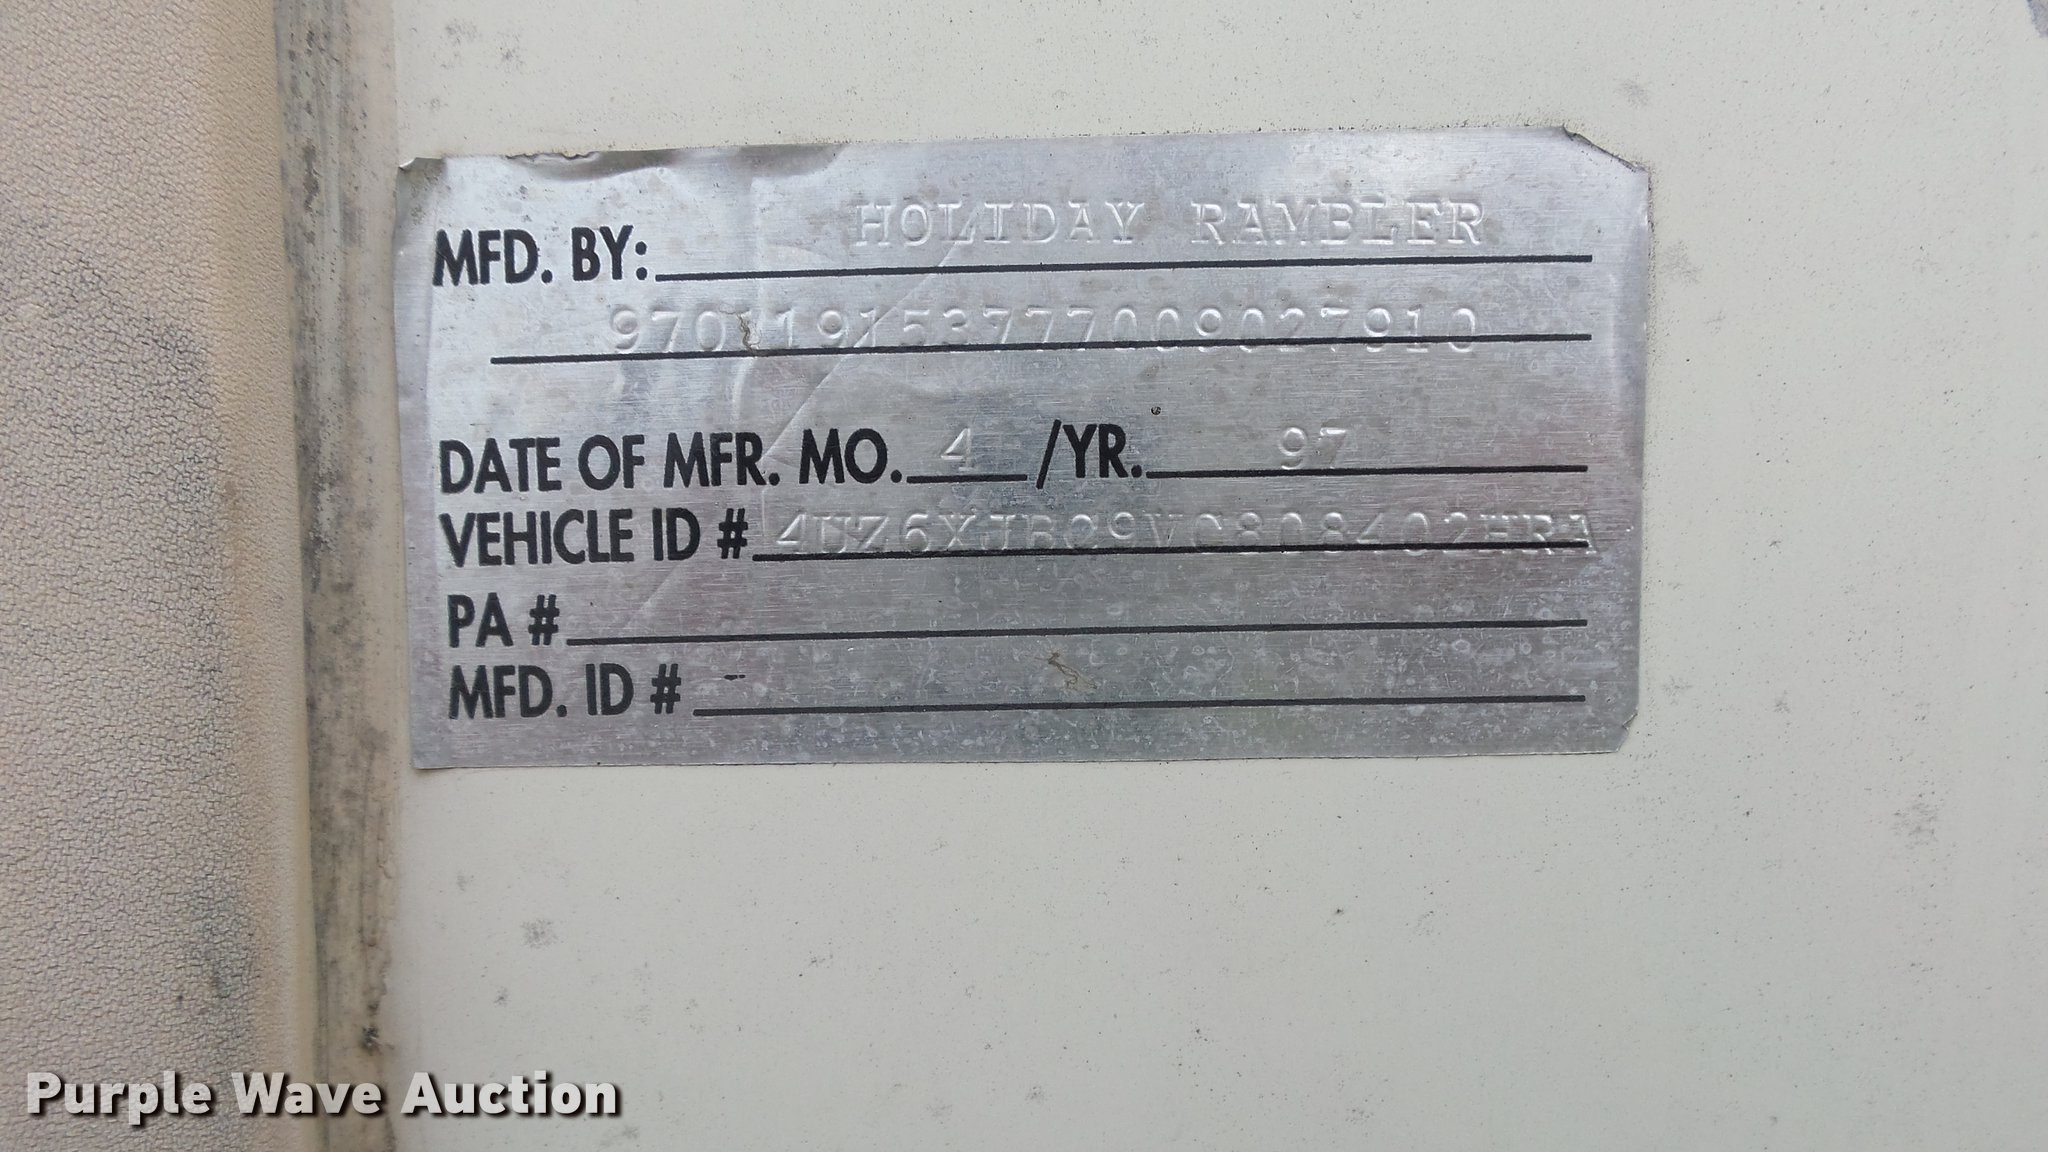 MFD. BY: HOLIDAY RAMBLER
970119153777009027910
DATE OF MFR. MO. 4 /YR. 97
VEHICLE ID # 4UZ6XJBC9VC808402HRA
PA #
MFD. ID #
Purple Wave Auction